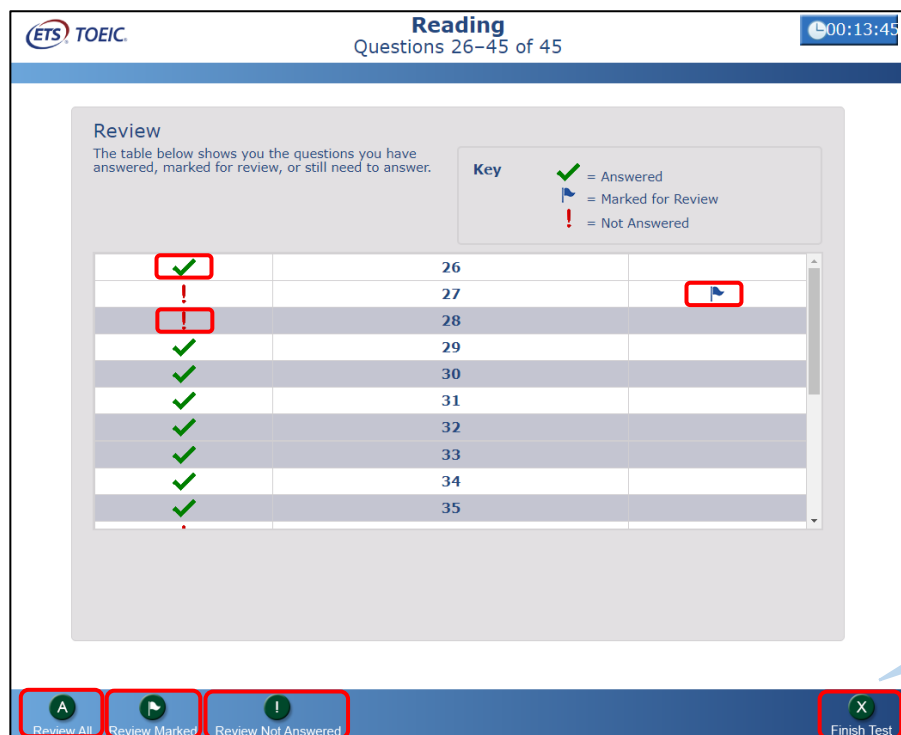 ETS TOEIC.
Reading
Questions 26–45 of 45
00:13:45
Review
The table below shows you the questions you have
answered, marked for review, or still need to answer.
Key
= Answered
= Marked for Review
! = Not Answered
26
! 27
! 28
29
30
31
32
33
34
35
A
!
X
Review All
Review Marked
Review Not Answered
Finish Test